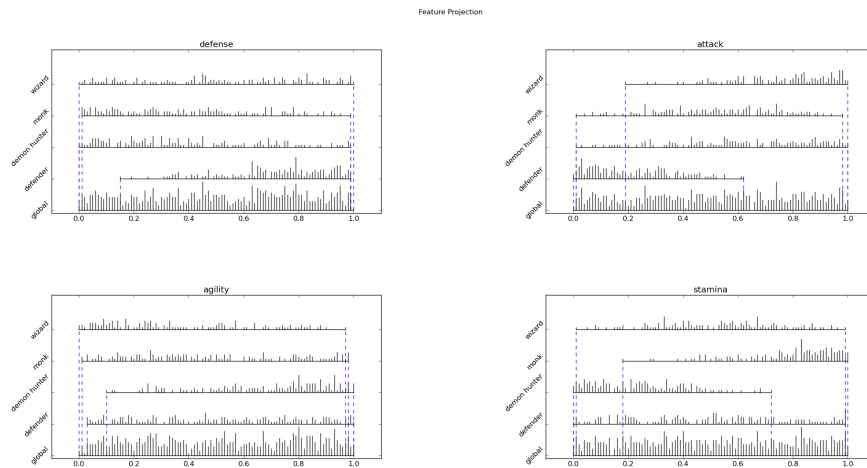 Feature Projection
defense
wizard
monk
demon hunter
defender
global
0.0 0.2 0.4 0.6 0.8 1.0
attack
wizard
monk
demon hunter
defender
global
0.0 0.2 0.4 0.6 0.8 1.0
agility
wizard
monk
demon hunter
defender
global
0.0 0.2 0.4 0.6 0.8 1.0
stamina
wizard
monk
demon hunter
defender
global
0.0 0.2 0.4 0.6 0.8 1.0